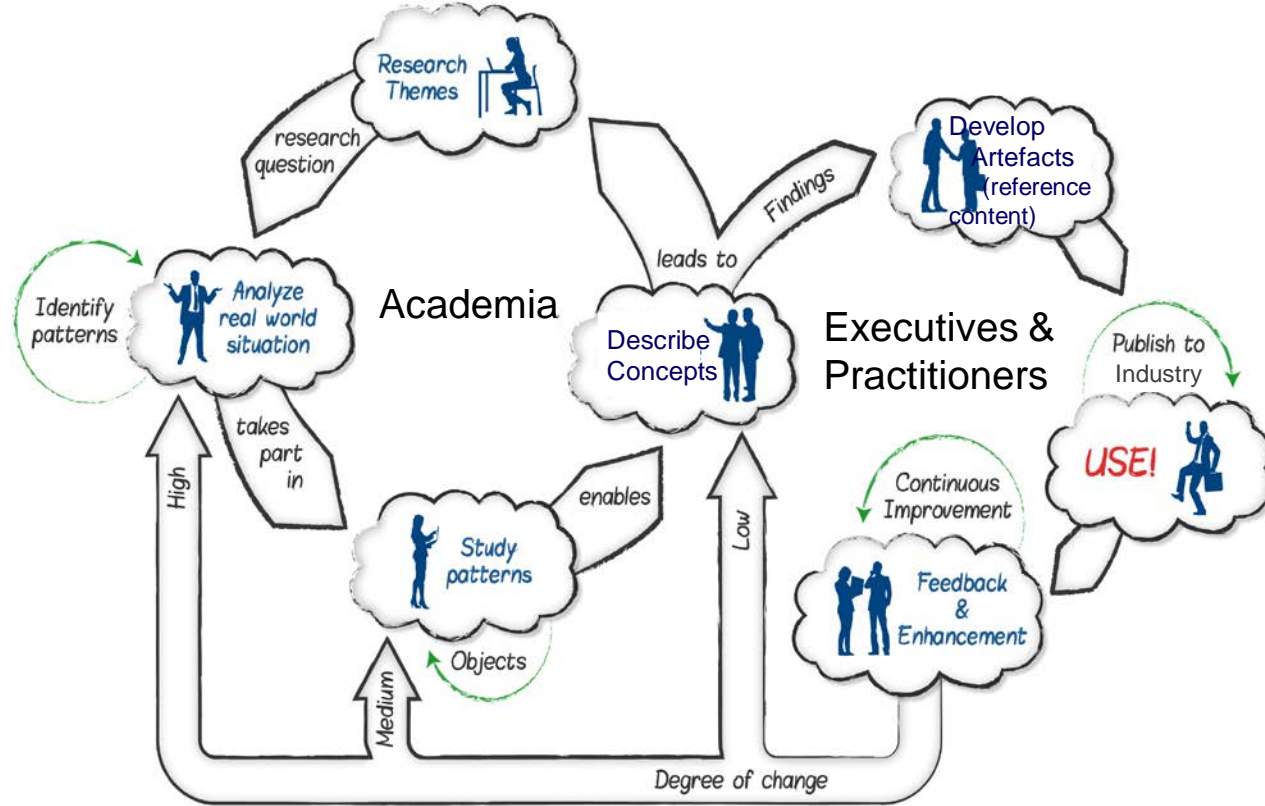 Research
Themes
research
question
Develop
Artefacts
(reference
content)
Findings
leads to
Identify
patterns
Analyze
real world
situation
Academia
Describe
Concepts
Executives &
Practitioners
Publish to
Industry
USE!
takes
part
in
enables
Continuous
Improvement
High
Low
Study
patterns
Feedback
&
Enhancement
Objects
Medium
Degree of change